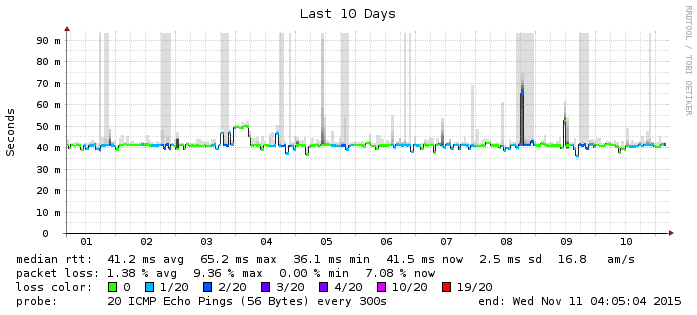 Last 10 Days
RRDTOOL / TOBI OETIKER
Seconds
90 m
80 m
70 m
60 m
50 m
40 m
30 m
20 m
10 m
0
01 02 03 04 05 06 07 08 09 10
median rtt: 41.2 ms avg 65.2 ms max 36.1 ms min 41.5 ms now 2.5 ms sd 16.8 am/s
packet loss: 1.38 % avg 9.36 % max 0.00 % min 7.08 % now
loss color: 0 1/20 2/20 3/20 4/20 10/20 19/20
probe: 20 ICMP Echo Pings (56 Bytes) every 300s end: Wed Nov 11 04:05:04 2015